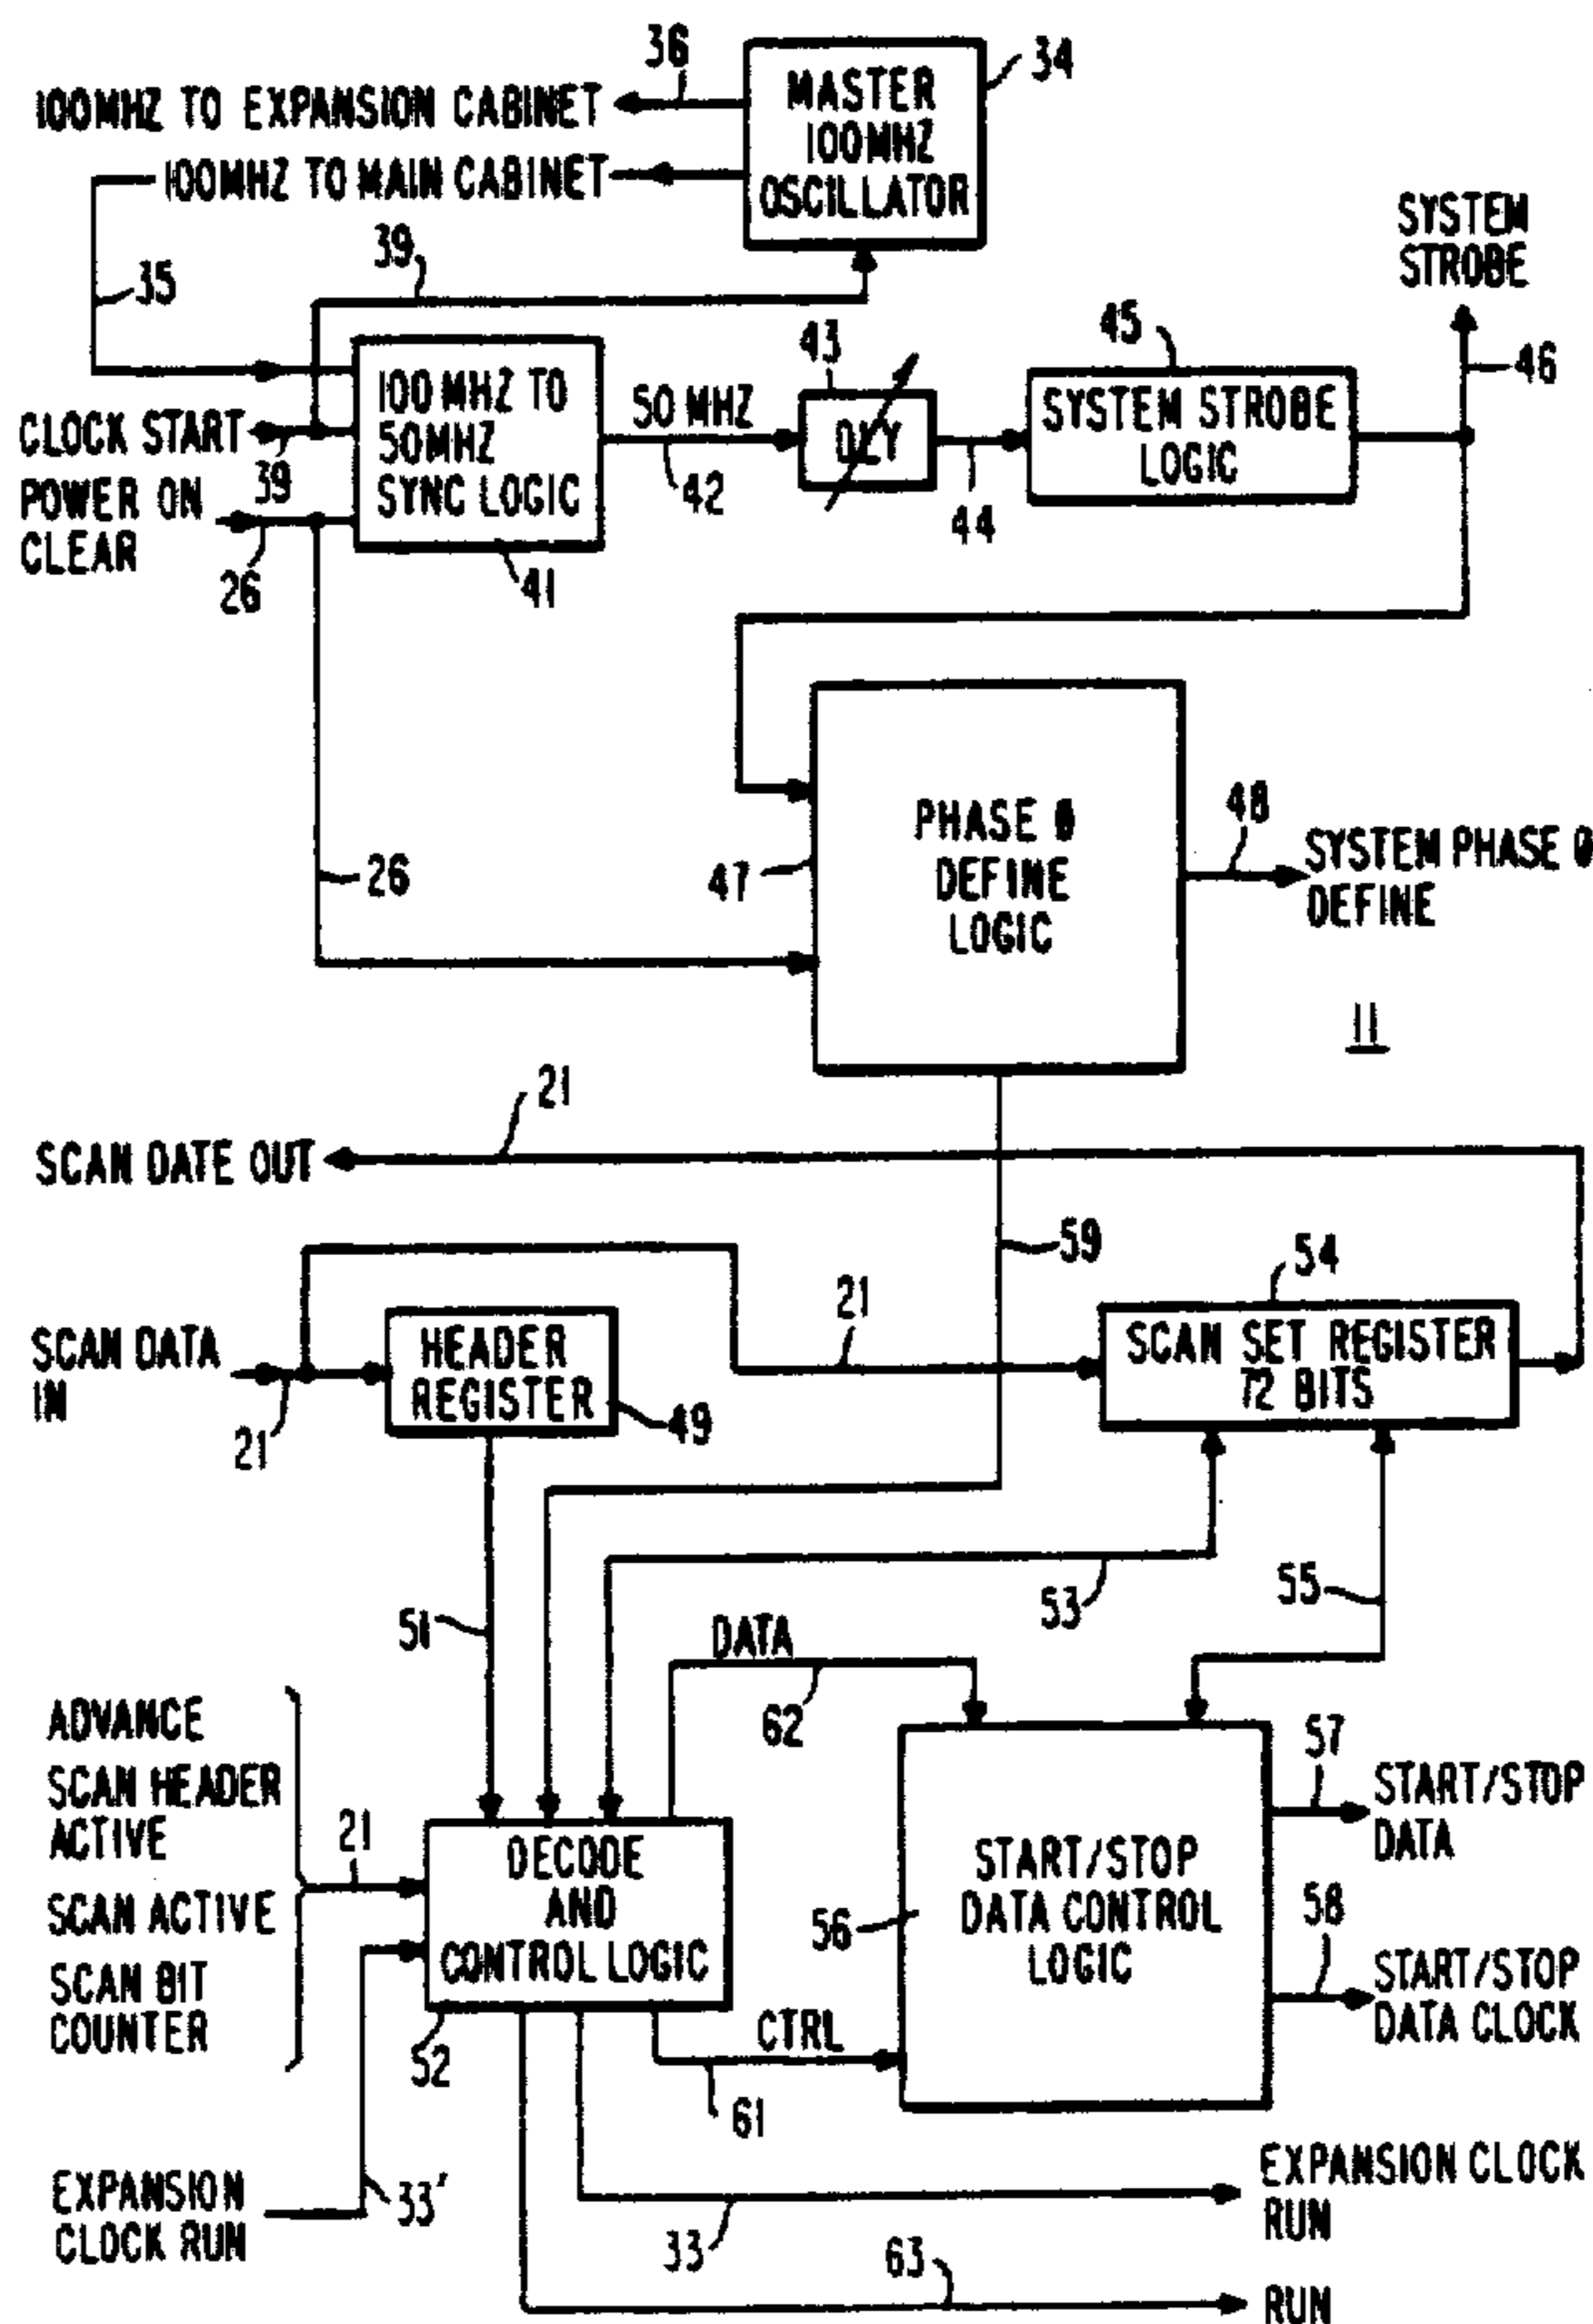 36
34
MASTER
100MHZ
OSCILLATOR
100MHZ TO EXPANSION CABINET
100MHZ TO MAIN CABINET
SYSTEM
STROBE
39
35
45
43
46
100 MHZ TO
50MHZ
SYNC LOGIC
50 MHZ
DLY
SYSTEM STROBE
LOGIC
CLOCK START
39
POWER ON
CLEAR
42
44
26
41
PHASE 0
DEFINE
LOGIC
48
SYSTEM PHASE 0
DEFINE
26
47
11
21
SCAN DATE OUT
59
54
21
SCAN DATA
IN
HEADER
REGISTER
SCAN SET REGISTER
72 BITS
49
21
51
53
55
DATA
62
ADVANCE
SCAN HEADER
ACTIVE
SCAN ACTIVE
SCAN BIT
COUNTER
21
DECODE
AND
CONTROL LOGIC
START/STOP
DATA CONTROL
LOGIC
56
57
START/STOP
DATA
58
START/STOP
DATA CLOCK
52
CTRL
61
EXPANSION
CLOCK RUN
33'
33
EXPANSION CLOCK
RUN
63
RUN